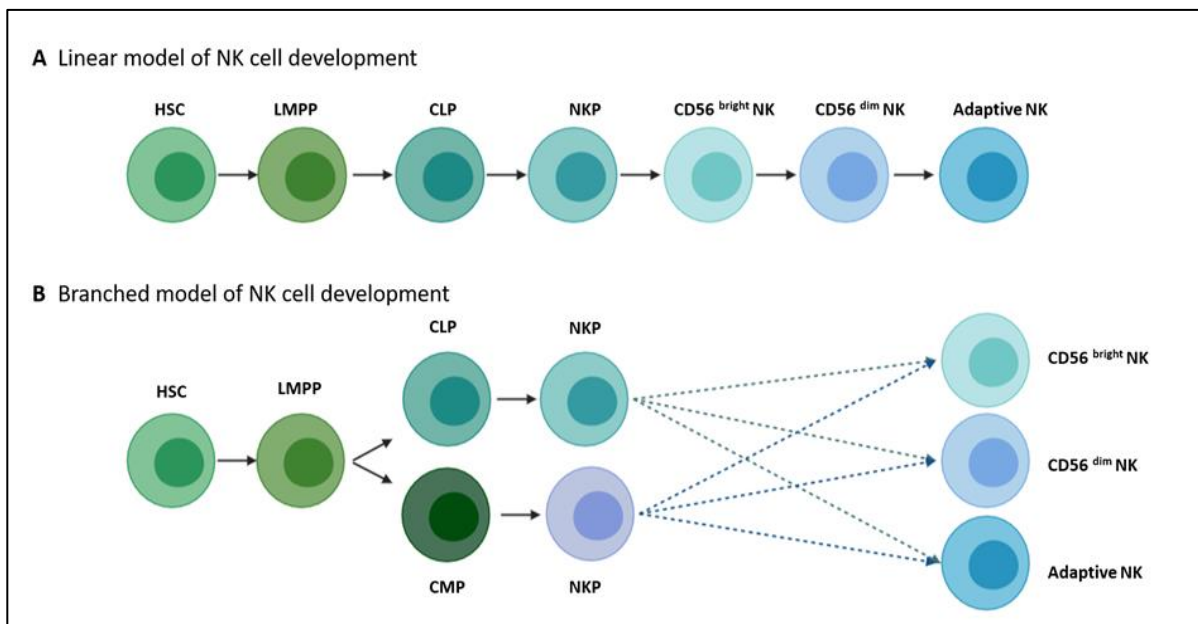 A Linear model of NK cell development
HSC LMPP CLP NKP CD56 bright NK CD56 dim NK Adaptive NK
B Branched model of NK cell development
CLP NKP
HSC LMPP
CD56 bright NK
CD56 dim NK
CMP NKP
Adaptive NK